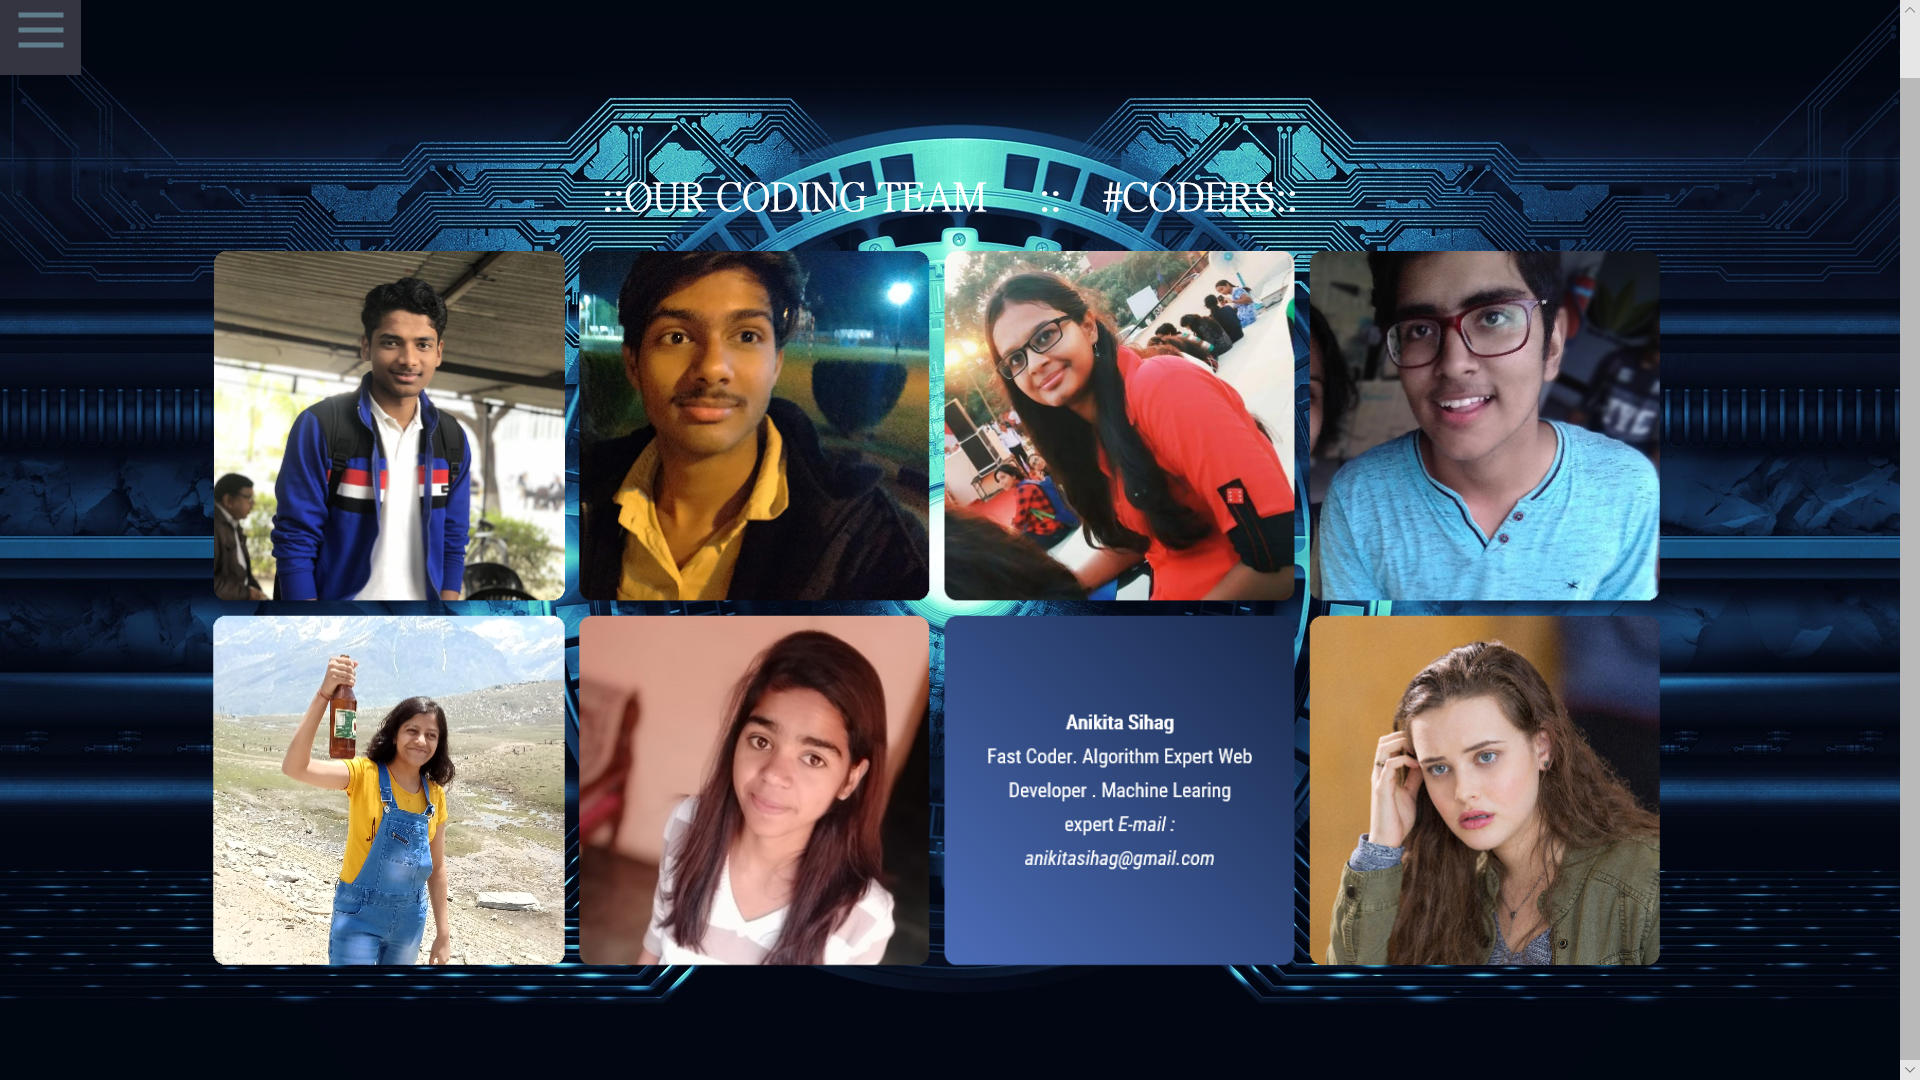 ::OUR CODING TEAM :: #CODERS::
Anikita Sihag
Fast Coder. Algorithm Expert Web
Developer . Machine Learing
expert E-mail :
anikitasihag@gmail.com